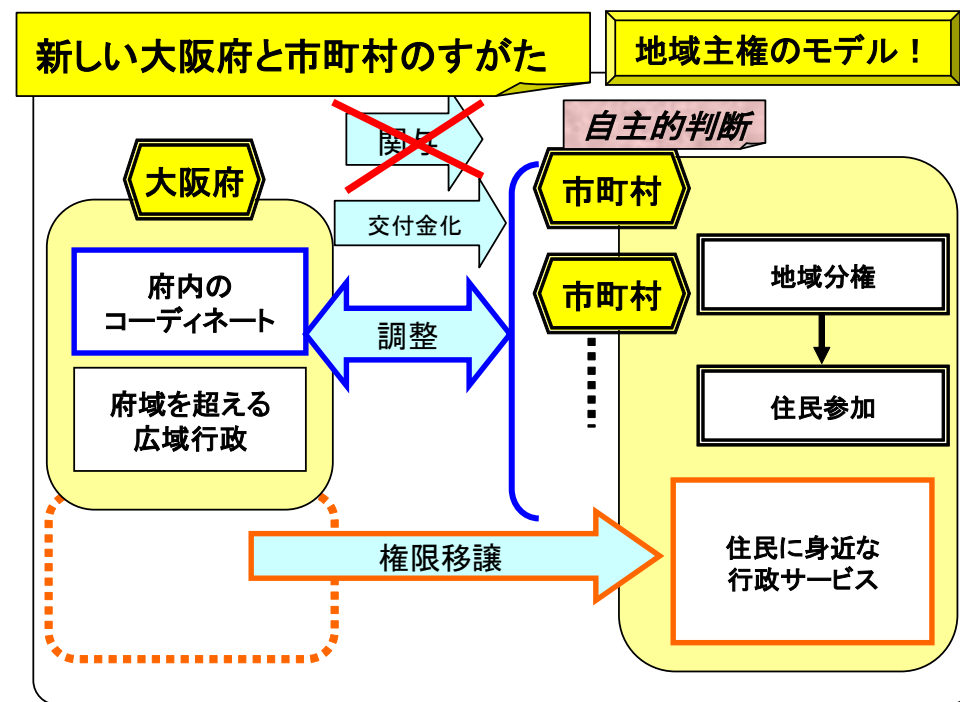 新しい大阪府と市町村のすがた
地域主権のモデル！
関与
自主的判断
大阪府
市町村
交付金化
府内の
コーディネート
市町村
地域分権
調整
府域を超える
広域行政
住民参加
権限移譲
住民に身近な
行政サービス